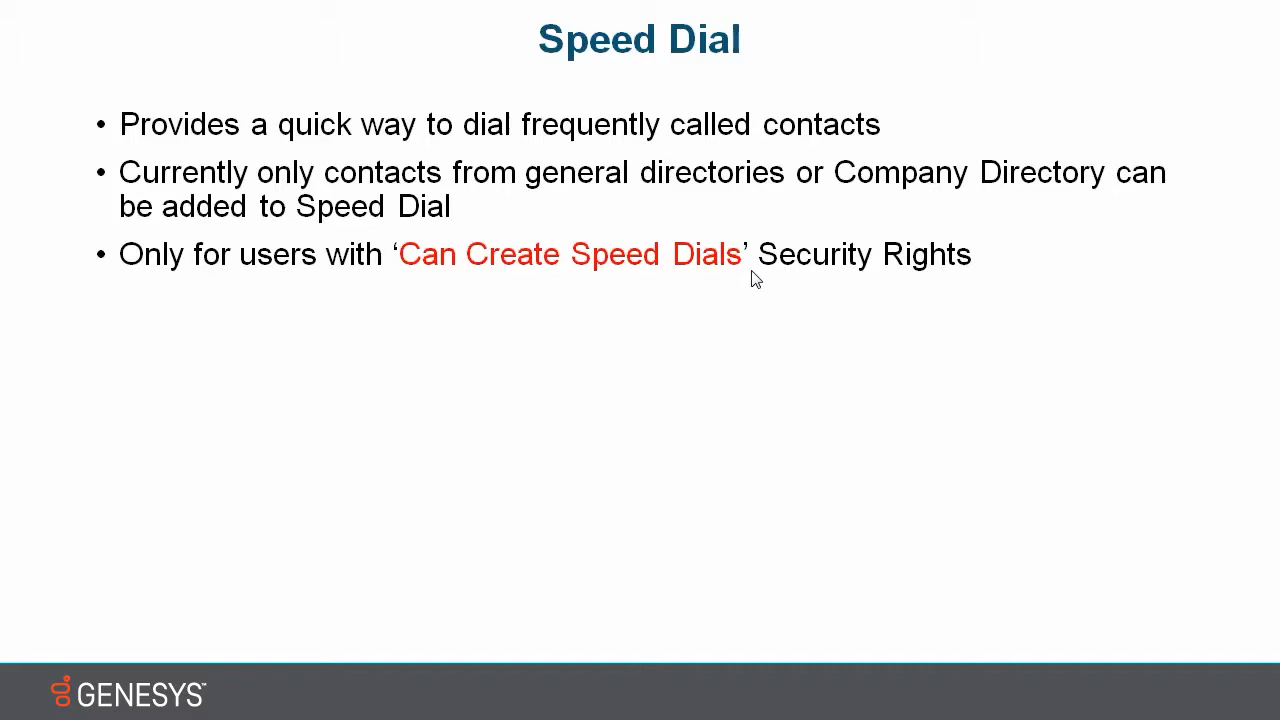 Speed Dial
• Provides a quick way to dial frequently called contacts
• Currently only contacts from general directories or Company Directory can
be added to Speed Dial
• Only for users with ‘Can Create Speed Dials’ Security Rights
GENESYS™